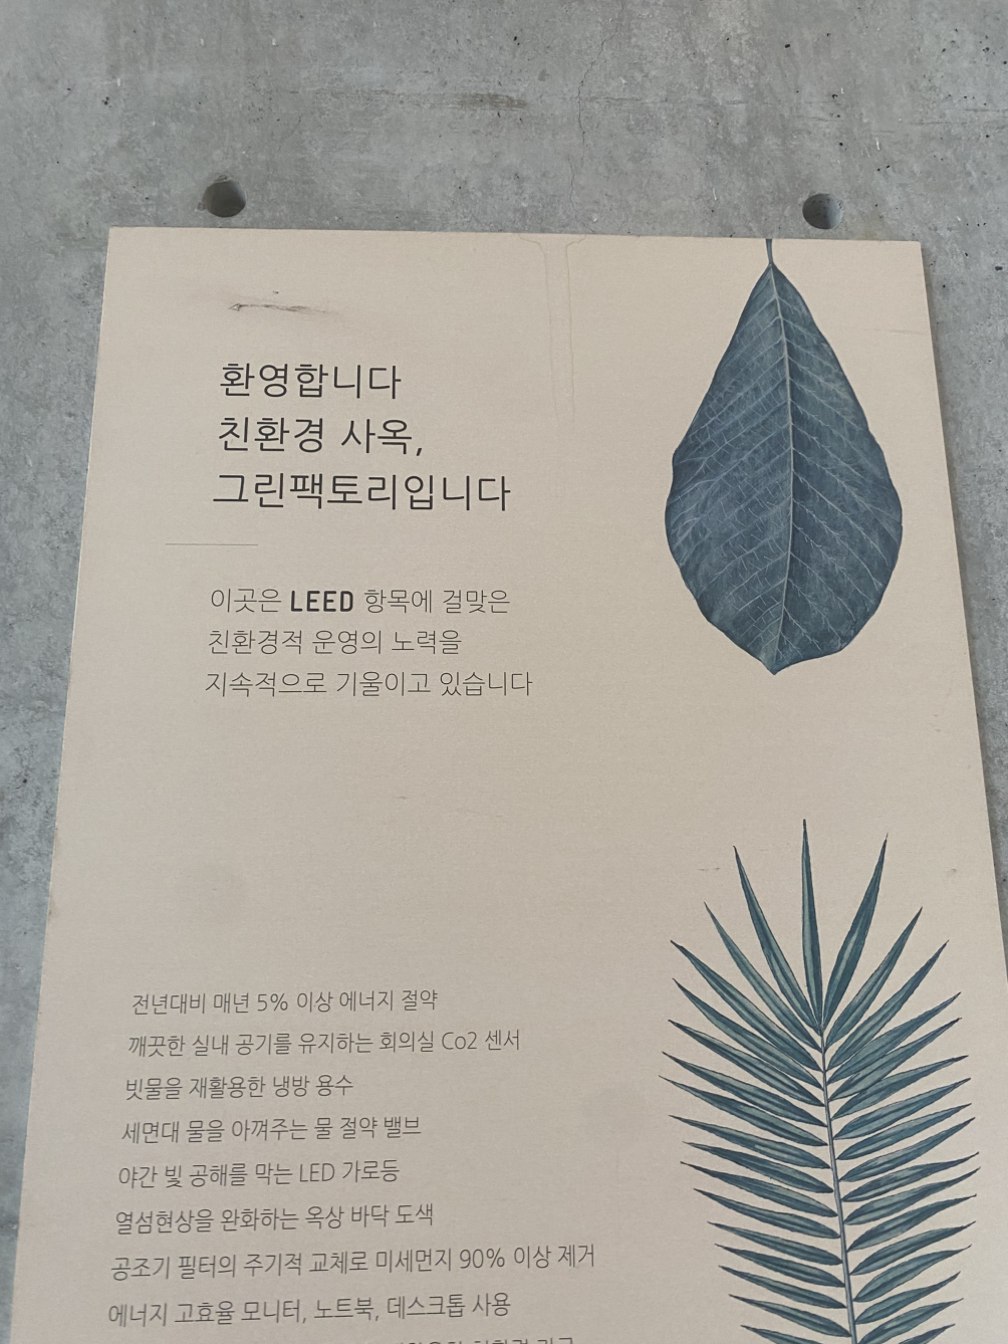 환영합니다
친환경 사옥,
그린팩토리입니다
이곳은 LEED 항목에 걸맞은
친환경적 운영의 노력을
지속적으로 기울이고 있습니다
전년대비 매년 5% 이상 에너지 절약
깨끗한 실내 공기를 유지하는 회의실 Co2 센서
빗물을 재활용한 냉방 용수
세면대 물을 아껴주는 물 절약 밸브
야간 빛 공해를 막는 LED 가로등
열섬현상을 완화하는 옥상 바닥 도색
공조기 필터의 주기적 교체로 미세먼지 90% 이상 제거
에너지 고효율 모니터, 노트북, 데스크톱 사용